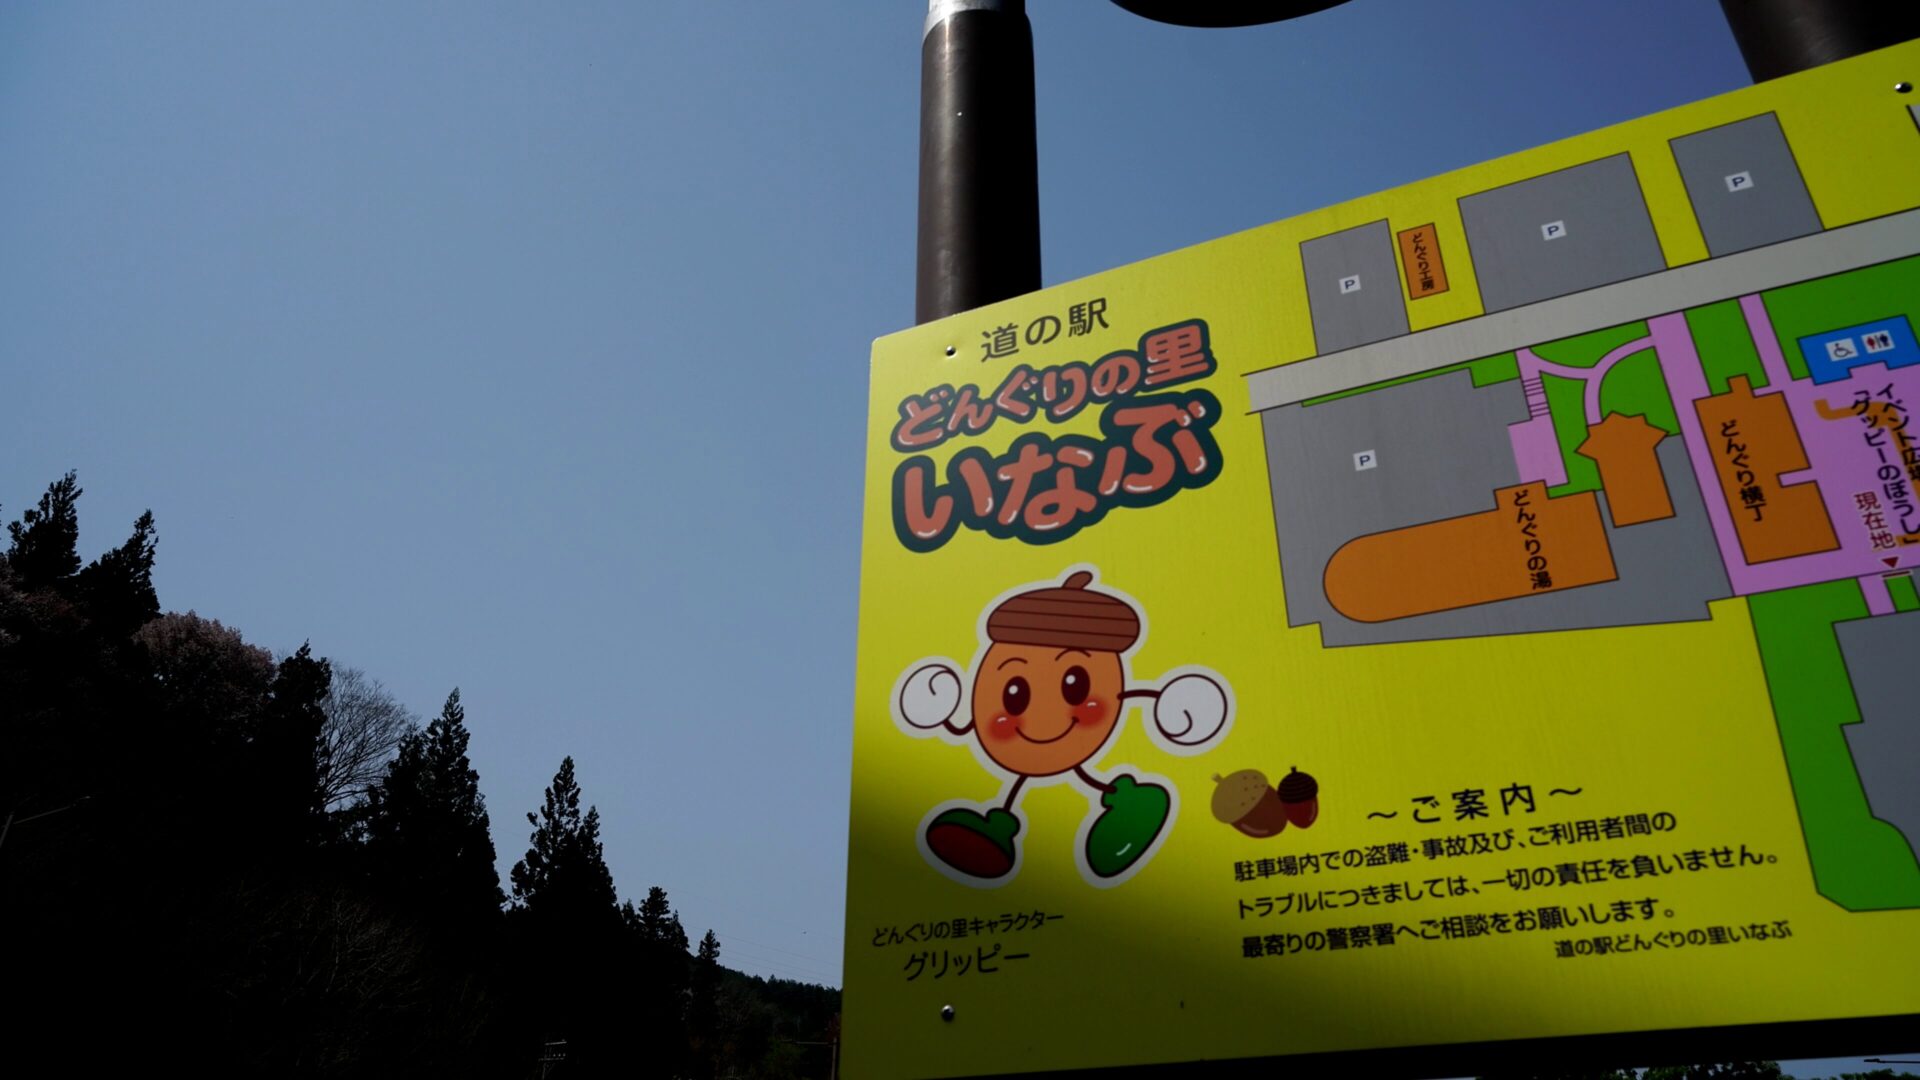 道の駅
どんぐりの里
いなぶ
P
どんぐり工房
P
P
P
どんぐりの湯
どんぐり横丁
イベント広場
「グッピーのぼうし」
現在地
どんぐりの里キャラクター
グリッピー
～ご案内～
駐車場内での盗難・事故及び、ご利用者間の
トラブルにつきましては、一切の責任を負いません。
最寄りの警察署へご相談をお願いします。
道の駅どんぐりの里いなぶ